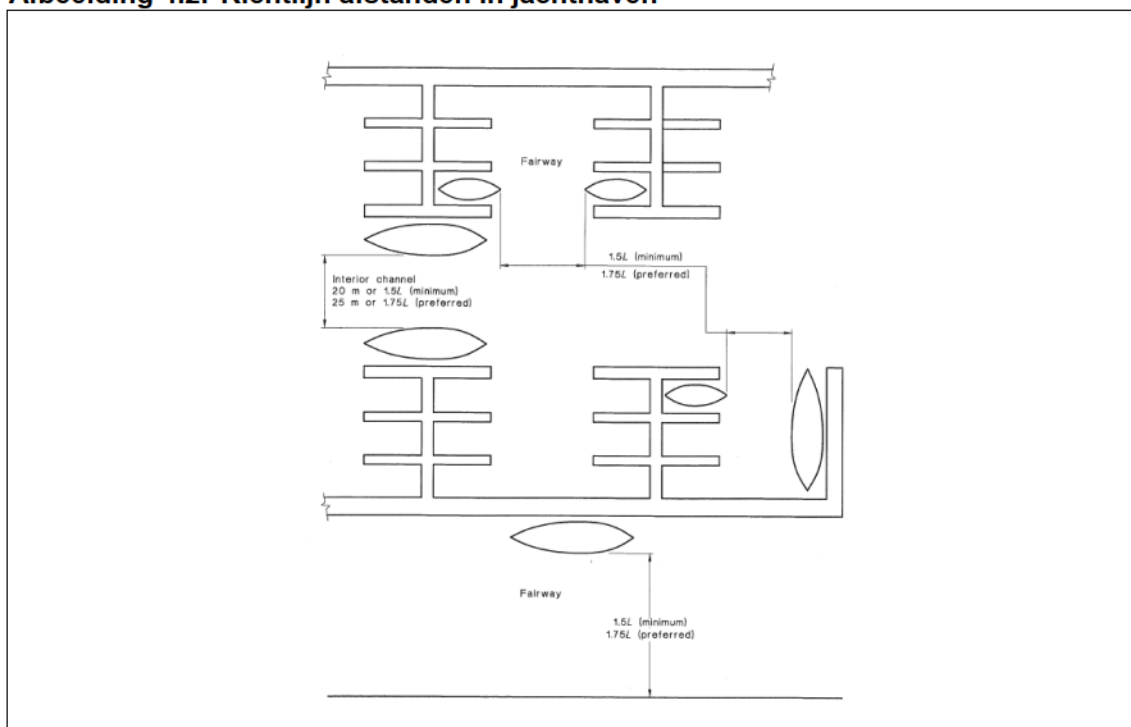 Afbeelding 4.2. Richtlijn afstanden in jachthaven
Fairway
1.5L (minimum)
1.75L (preferred)
Interior channel
20 m or 1.5L (minimum)
25 m or 1.75L (preferred)
Fairway
1.5L (minimum)
1.75L (preferred)